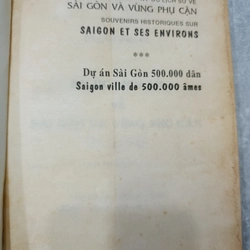 SÀI GÒN VÀ VÙNG PHỤ CẬN
SOUVENIRS HISTORIQUES SUR
SAIGON ET SES ENVIRONS
***
Dự án Sài Gòn 500.000 dân
Saigon ville de 500.000 âmes